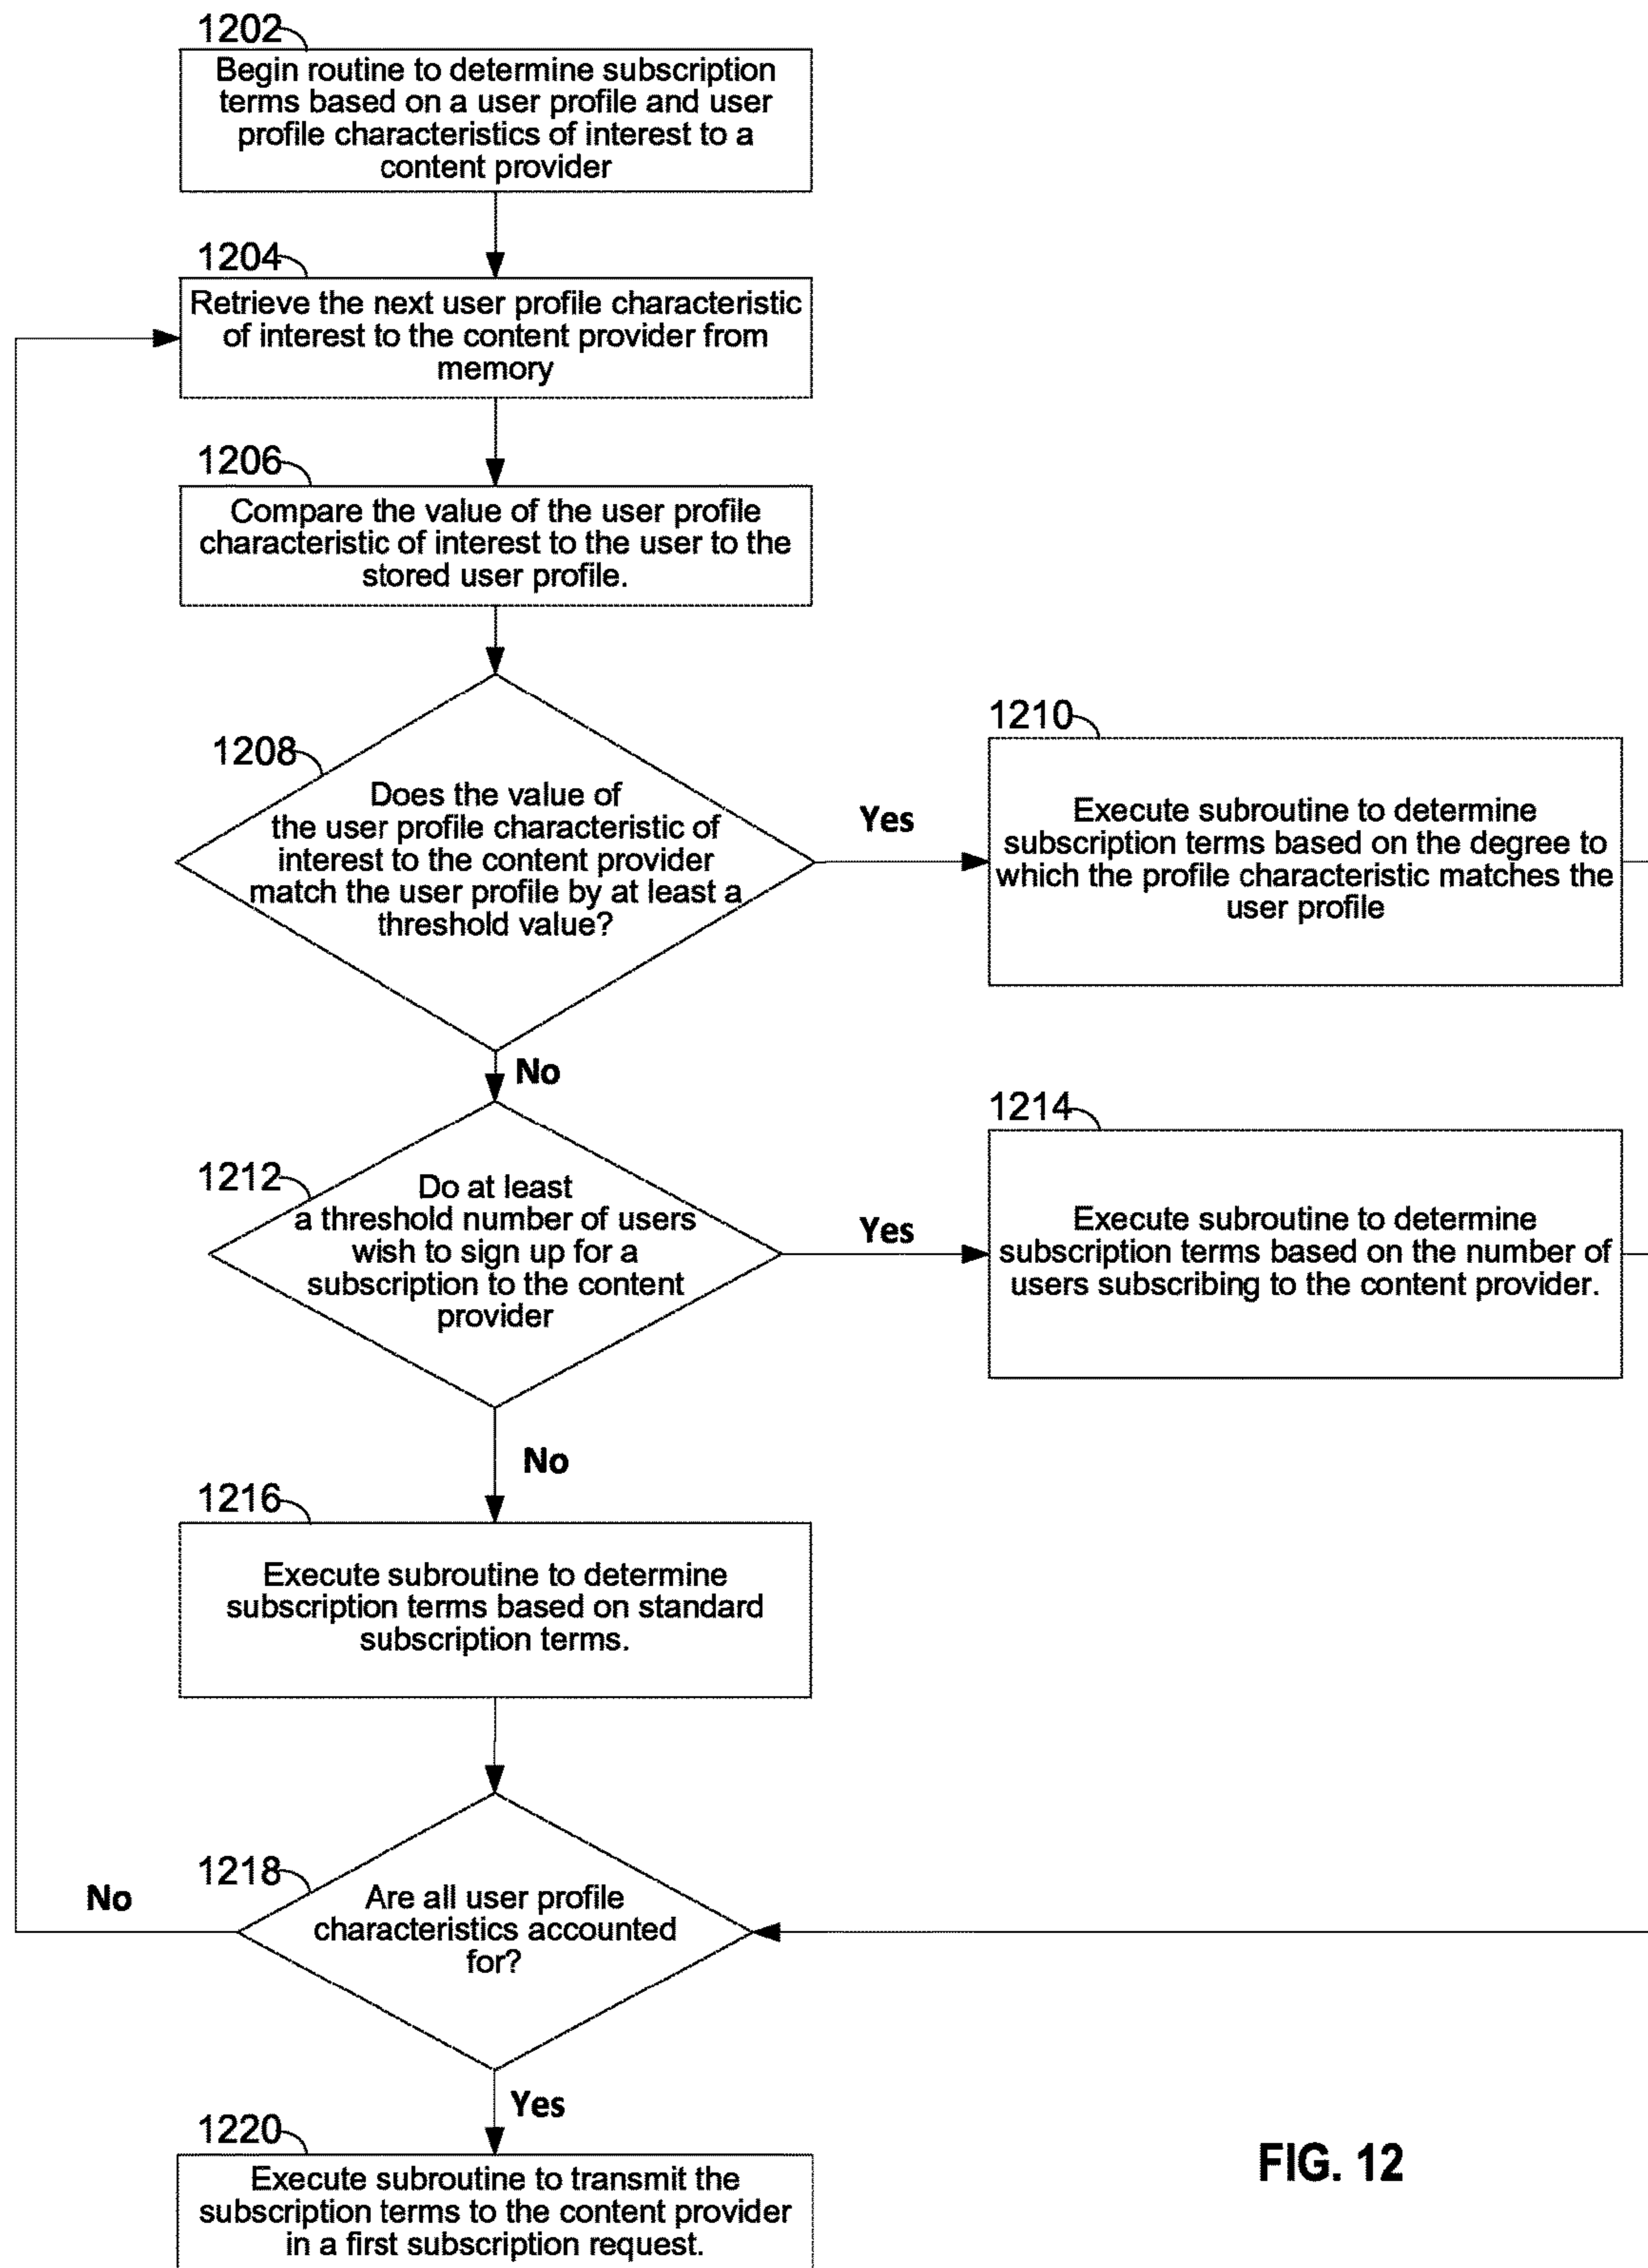 1202
Begin routine to determine subscription
terms based on a user profile and user
profile characteristics of interest to a
content provider
1204
Retrieve the next user profile characteristic
of interest to the content provider from
memory
1206
Compare the value of the user profile
characteristic of interest to the user to the
stored user profile.
1208
Does the value of
the user profile characteristic of
interest to the content provider
match the user profile by at least a
threshold value?
Yes
1210
Execute subroutine to determine
subscription terms based on the degree to
which the profile characteristic matches the
user profile
No
1212
Do at least
a threshold number of users
wish to sign up for a
subscription to the content
provider
Yes
1214
Execute subroutine to determine
subscription terms based on the number of
users subscribing to the content provider.
No
1216
Execute subroutine to determine
subscription terms based on standard
subscription terms.
1218
Are all user profile
characteristics accounted
for?
No
Yes
1220
Execute subroutine to transmit the
subscription terms to the content provider
in a first subscription request.
FIG. 12